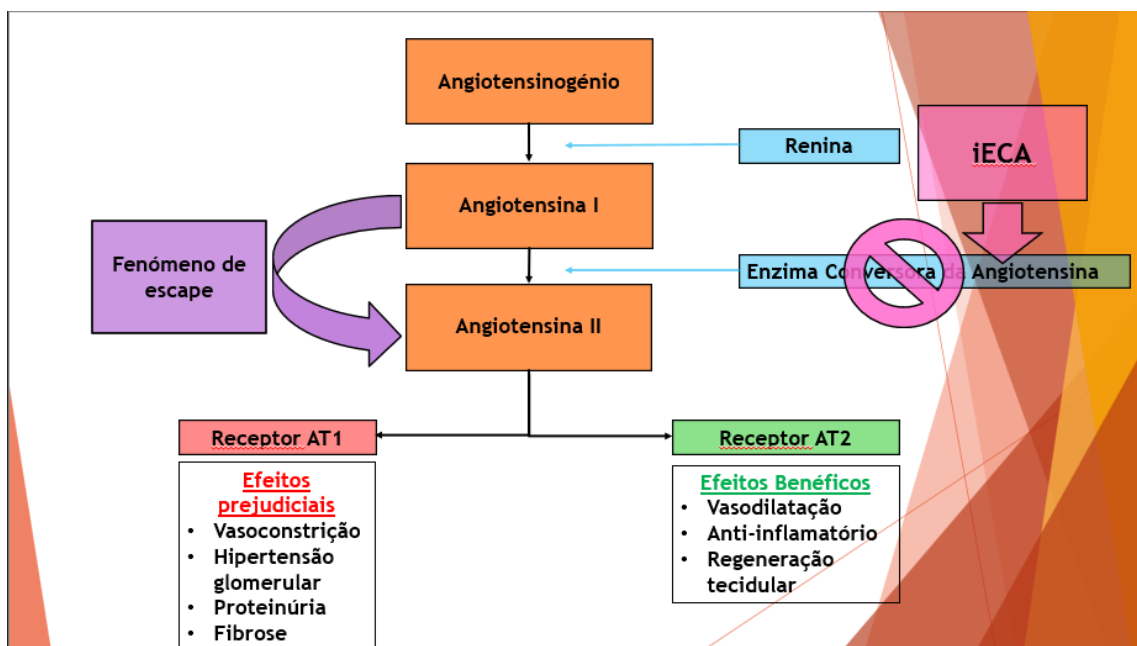 Angiotensinogénio
Renina
iECA
Angiotensina I
Fenómeno de
escape
Enzima Conversora da Angiotensina
Angiotensina II
Receptor AT1
Receptor AT2
Efeitos
prejudiciais
• Vasoconstrição
• Hipertensão
glomerular
• Proteinúria
• Fibrose
Efeitos Benéficos
• Vasodilatação
• Anti-inflamatório
• Regeneração
tecidular